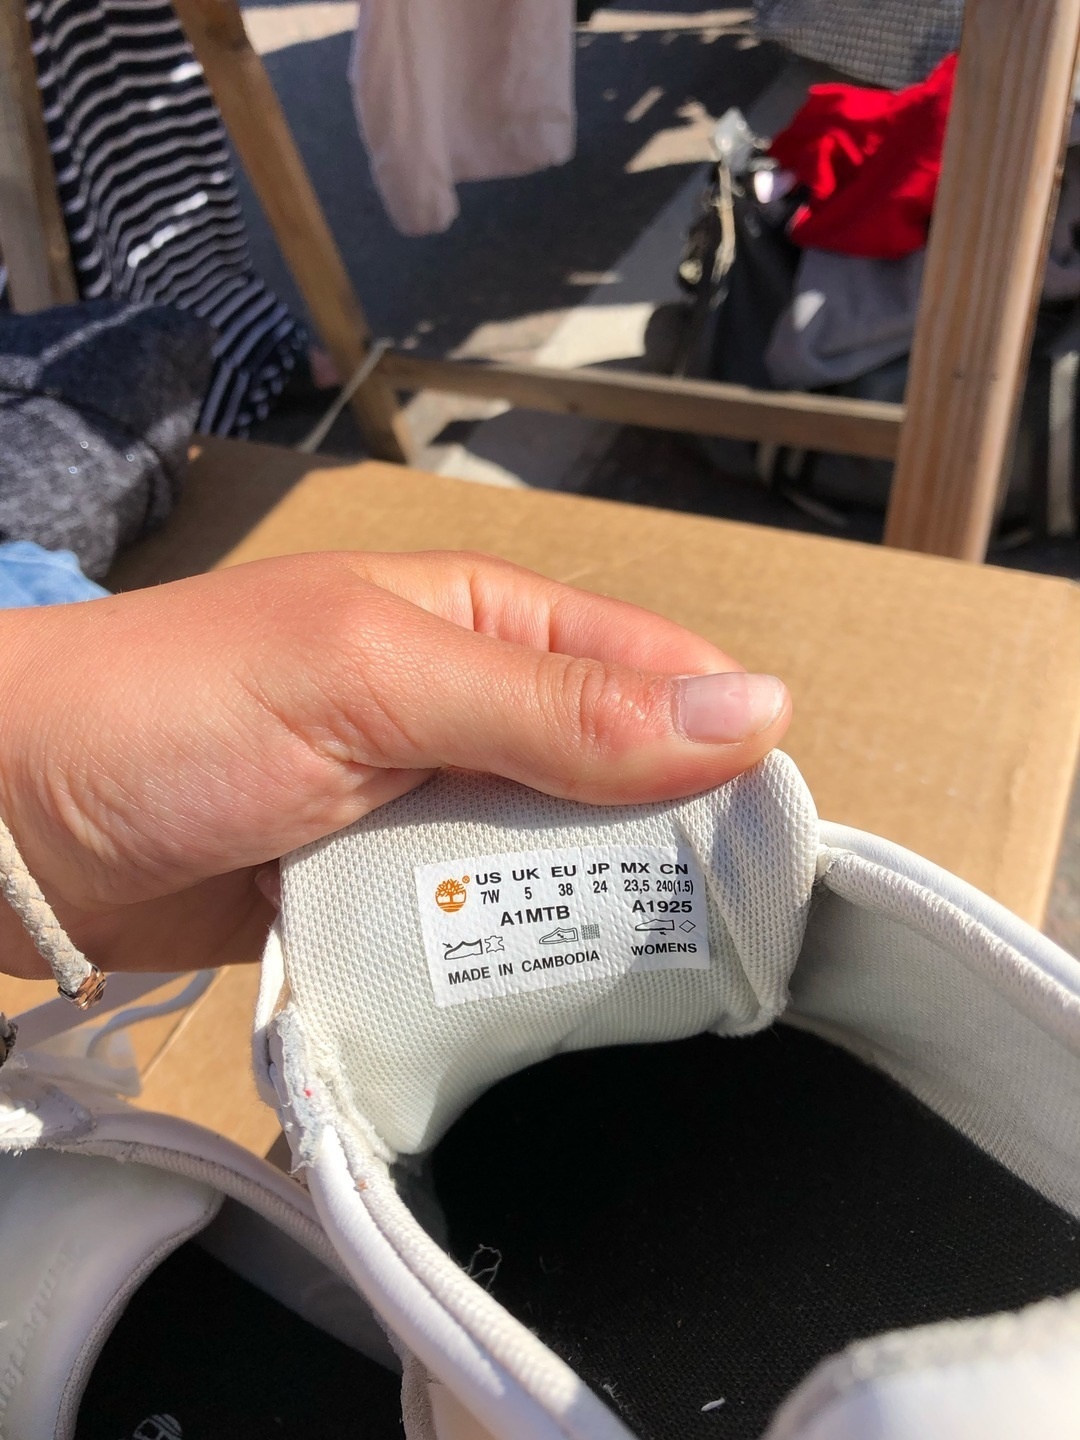 ® US UK EU JP MX CN
7W 5 38 24 23,5 240(1.5)
A1MTB A1925
WOMENS
MADE IN CAMBODIA